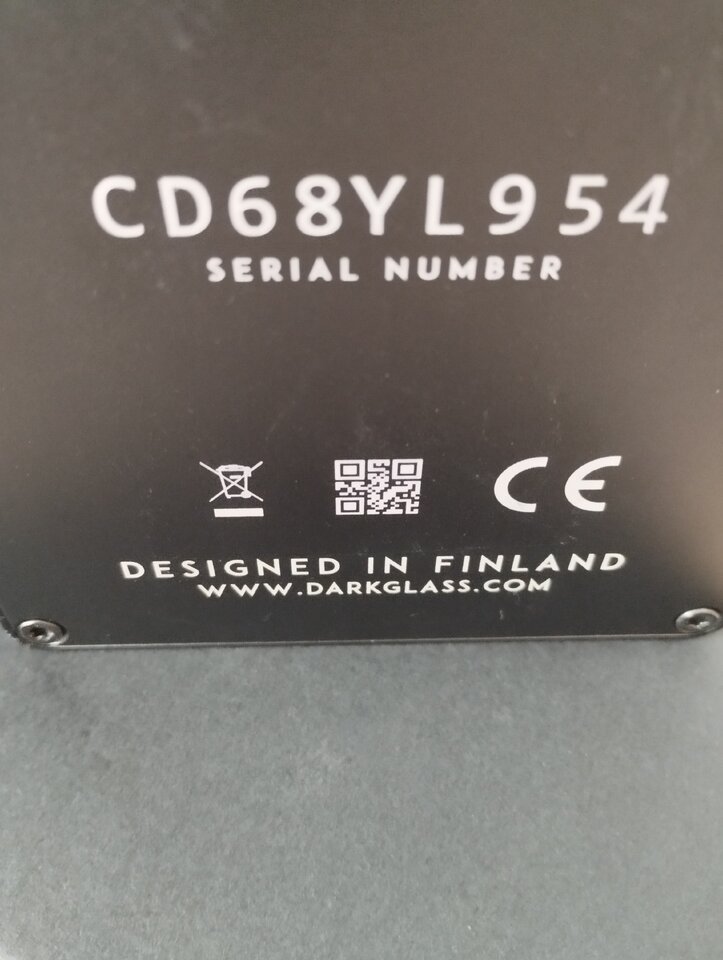 CD68YL954
SERIAL NUMBER
CE
DESIGNED IN FINLAND
WWW.DARKGLASS.COM